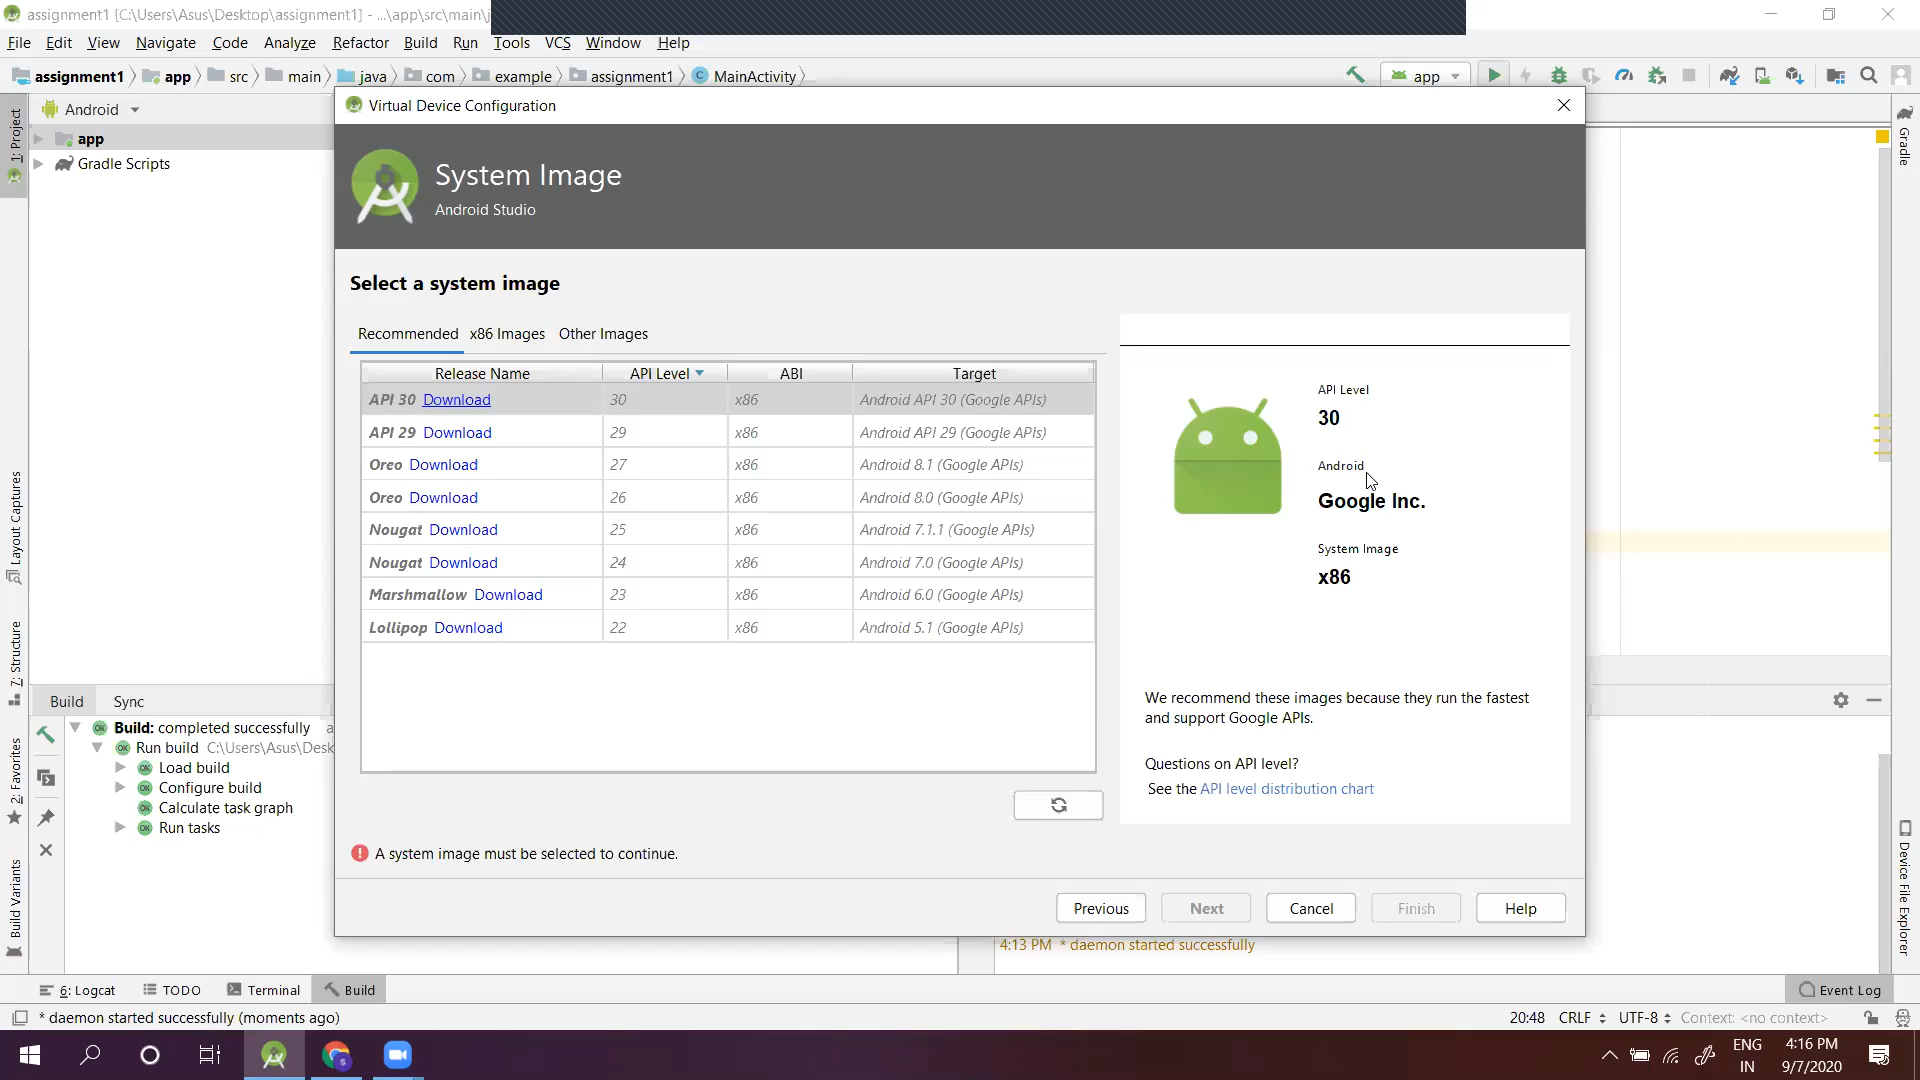 assignment1 [C:\Users\Asus\Desktop\assignment1] - ...\app\src\main\j
File Edit View Navigate Code Analyze Refactor Build Run Tools VCS Window Help
assignment1 app src main java com example assignment1 MainActivity
app
Virtual Device Configuration
1: Project
Android
app
Gradle Scripts
Gradle
System Image
Android Studio
Select a system image
Recommended x86 Images Other Images
Release Name API Level ABI Target
API 30 Download 30 x86 Android API 30 (Google APIs)
API 29 Download 29 x86 Android API 29 (Google APIs)
Oreo Download 27 x86 Android 8.1 (Google APIs)
Oreo Download 26 x86 Android 8.0 (Google APIs)
Nougat Download 25 x86 Android 7.1.1 (Google APIs)
Nougat Download 24 x86 Android 7.0 (Google APIs)
Marshmallow Download 23 x86 Android 6.0 (Google APIs)
Lollipop Download 22 x86 Android 5.1 (Google APIs)
API Level
30
Android
Google Inc.
System Image
x86
We recommend these images because they run the fastest
and support Google APIs.
Questions on API level?
See the API level distribution chart
A system image must be selected to continue.
Previous Next Cancel Finish Help
Layout Captures
7: Structure
2: Favorites
Build Variants
Device File Explorer
Build Sync
Build: completed successfully a
Run build C:\Users\Asus\Desk
Load build
Configure build
Calculate task graph
Run tasks
4:13 PM * daemon started successfully
6: Logcat TODO Terminal Build Event Log
* daemon started successfully (moments ago)
20:48 CRLF UTF-8 Context: <no context>
ENG
IN
4:16 PM
9/7/2020